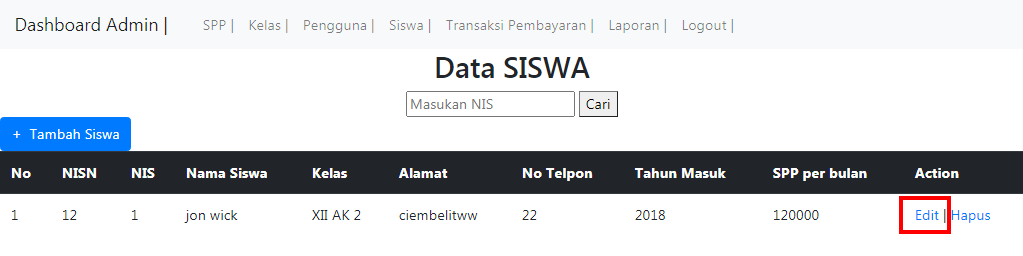 Dashboard Admin | SPP | Kelas | Pengguna | Siswa | Transaksi Pembayaran | Laporan | Logout |
Data SISWA
Masukan NIS Cari
+ Tambah Siswa
No NISN NIS Nama Siswa Kelas Alamat No Telpon Tahun Masuk SPP per bulan Action
1 12 1 jon wick XII AK 2 ciembelitww 22 2018 120000 Edit | Hapus